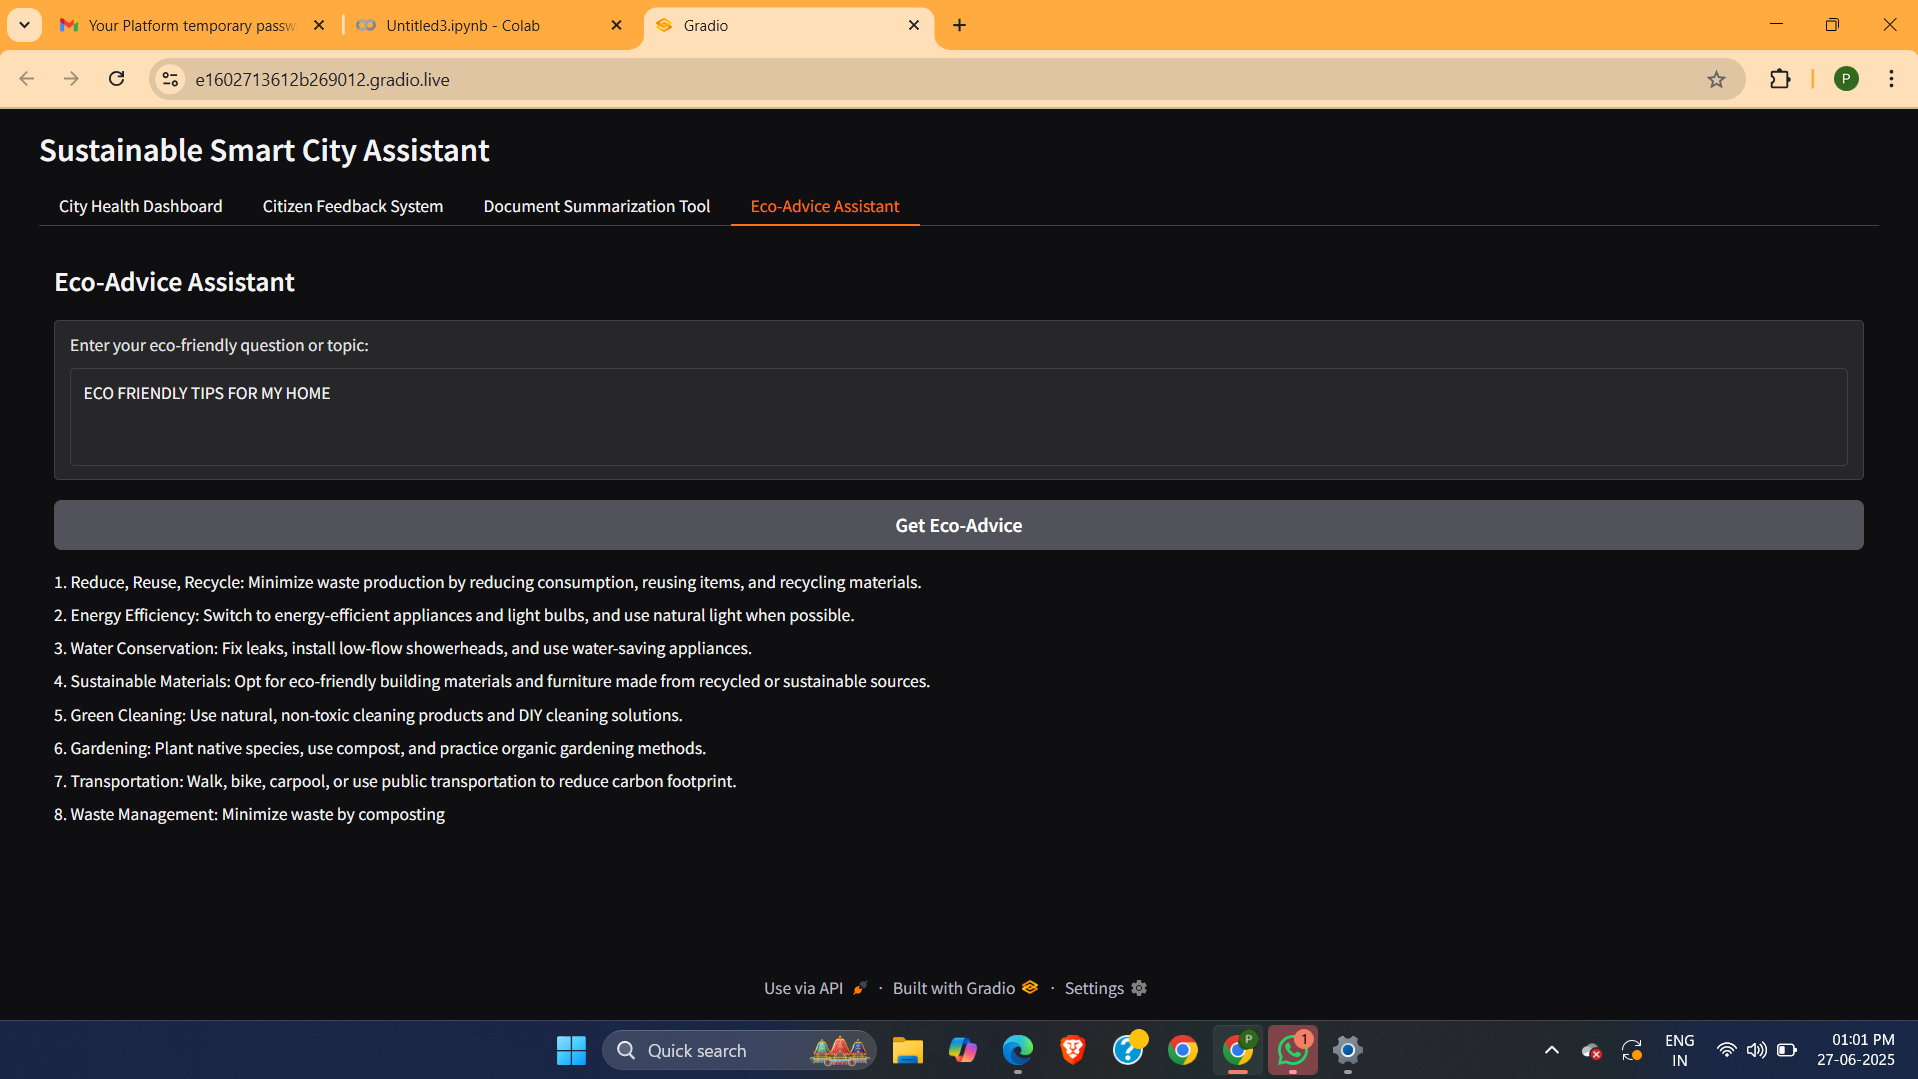 Your Platform temporary passw
Untitled3.ipynb - Colab
Gradio
e1602713612b269012.gradio.live
P
Sustainable Smart City Assistant
City Health Dashboard
Citizen Feedback System
Document Summarization Tool
Eco-Advice Assistant
Eco-Advice Assistant
Enter your eco-friendly question or topic:
ECO FRIENDLY TIPS FOR MY HOME
Get Eco-Advice
1. Reduce, Reuse, Recycle: Minimize waste production by reducing consumption, reusing items, and recycling materials.
2. Energy Efficiency: Switch to energy-efficient appliances and light bulbs, and use natural light when possible.
3. Water Conservation: Fix leaks, install low-flow showerheads, and use water-saving appliances.
4. Sustainable Materials: Opt for eco-friendly building materials and furniture made from recycled or sustainable sources.
5. Green Cleaning: Use natural, non-toxic cleaning products and DIY cleaning solutions.
6. Gardening: Plant native species, use compost, and practice organic gardening methods.
7. Transportation: Walk, bike, carpool, or use public transportation to reduce carbon footprint.
8. Waste Management: Minimize waste by composting
Use via API · Built with Gradio · Settings
Quick search
P
1
ENG
IN
01:01 PM
27-06-2025